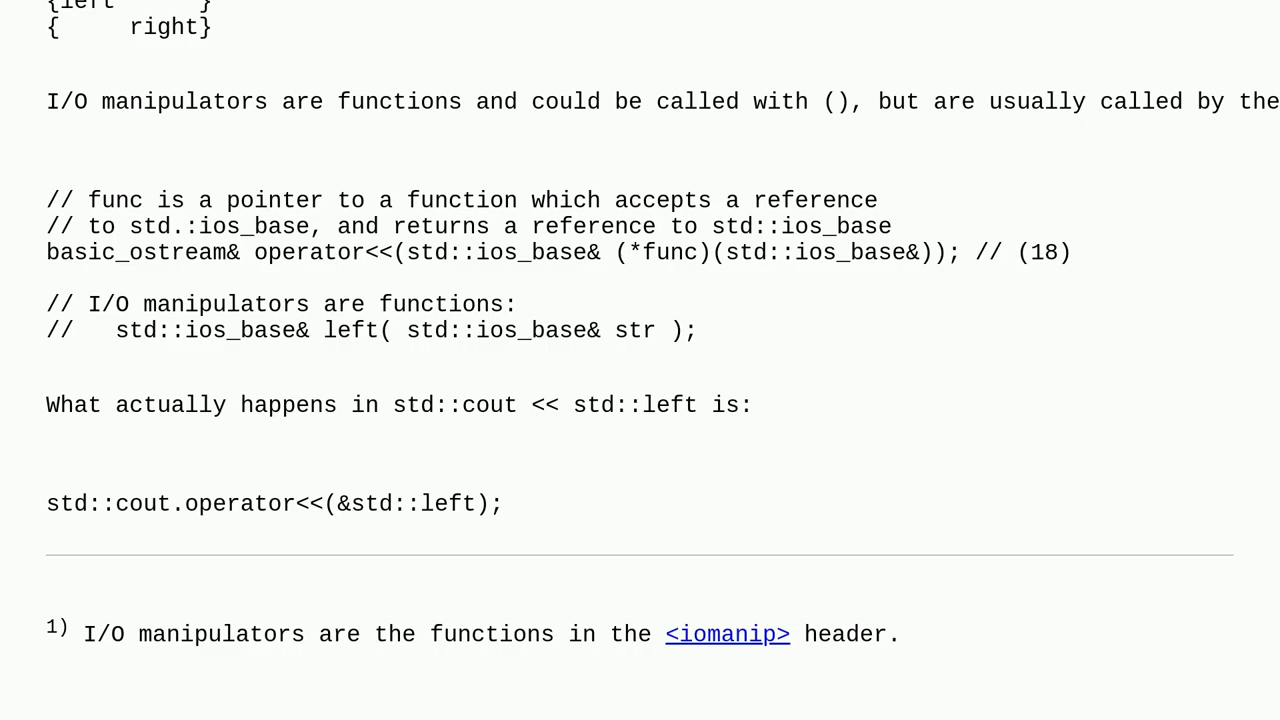 {left      }
{     right}
I/O manipulators are functions and could be called with (), but are usually called by the
// func is a pointer to a function which accepts a reference
// to std.:ios_base, and returns a reference to std::ios_base
basic_ostream& operator<<(std::ios_base& (*func)(std::ios_base&)); // (18)
// I/O manipulators are functions:
//   std::ios_base& left( std::ios_base& str );
What actually happens in std::cout << std::left is:
std::cout.operator<<(&std::left);
1) I/O manipulators are the functions in the <iomanip> header.